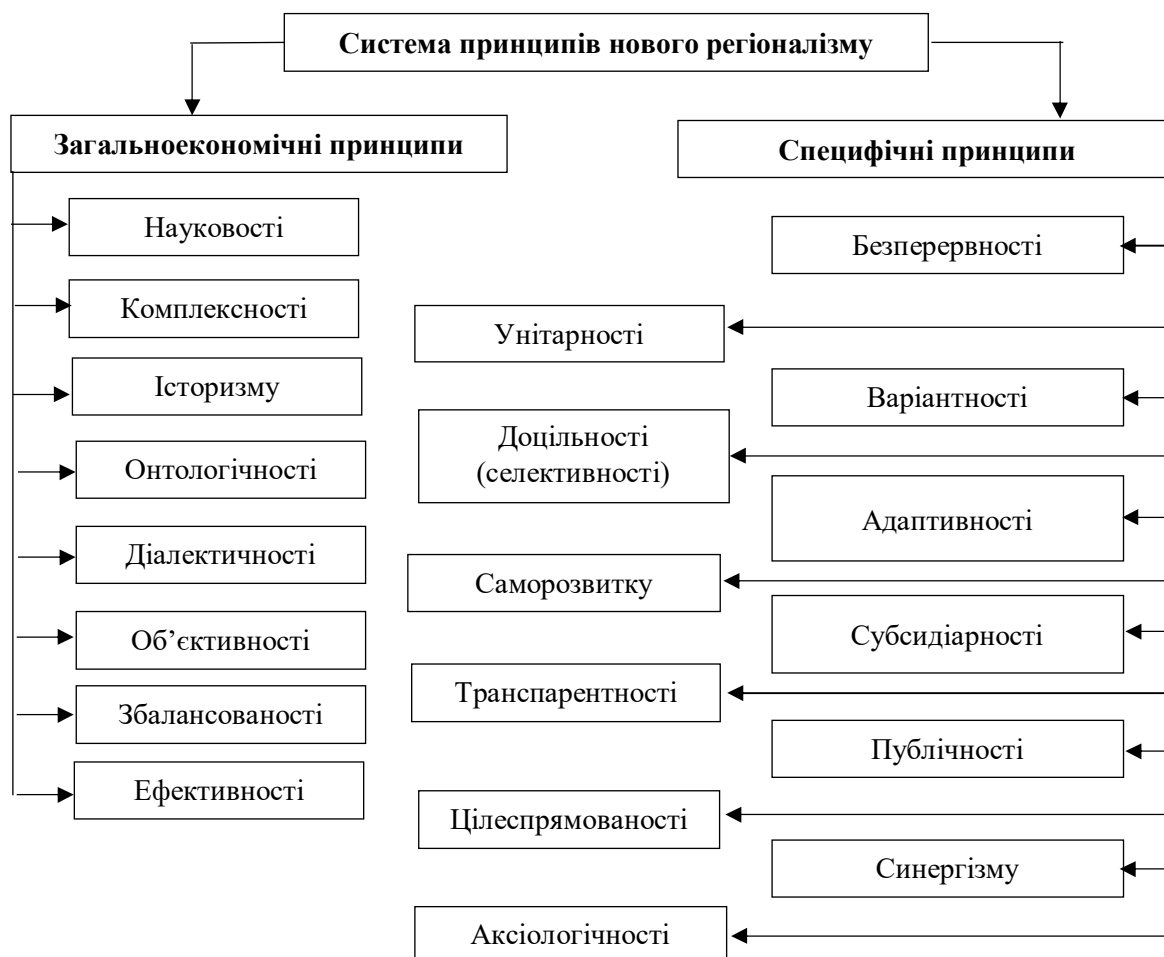 Система принципів нового регіоналізму
Загальноекономічні принципи
Специфічні принципи
Науковості
Комплексності
Історизму
Онтологічності
Діалектичності
Об’єктивності
Збалансованості
Ефективності
Безперервності
Унітарності
Варіантності
Доцільності
(селективності)
Адаптивності
Саморозвитку
Субсидіарності
Транспарентності
Публічності
Цілеспрямованості
Синергізму
Аксіологічності